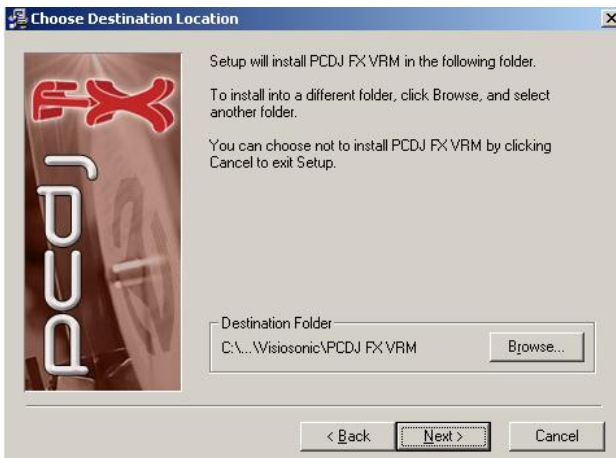 Choose Destination Location
Setup will install PCDJ FX VRM in the following folder.
To install into a different folder, click Browse, and select
another folder.
You can choose not to install PCDJ FX VRM by clicking
Cancel to exit Setup.
FX
pcdj
Destination Folder
C:\...\Visiosonic\PCDJ FX VRM
Browse...
< Back
Next >
Cancel